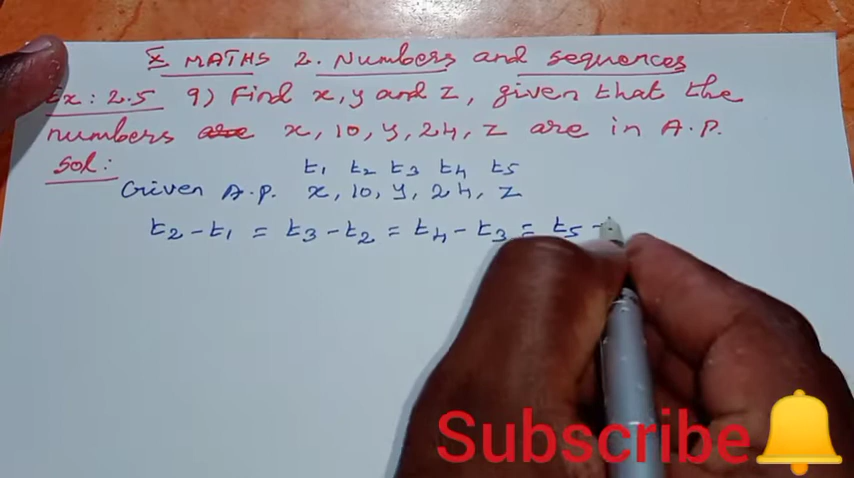 X MATHS 2. Numbers and sequences
Ex: 2.5 9) Find x, y and z, given that the
numbers are x, 10, y, 24, z are in A.P.
Sol:
t₁ t₂ t₃ t₄ t₅
Given A.P. x, 10, y, 24, z
t₂ - t₁ = t₃ - t₂ = t₄ - t₃ = t₅ -
Subscribe